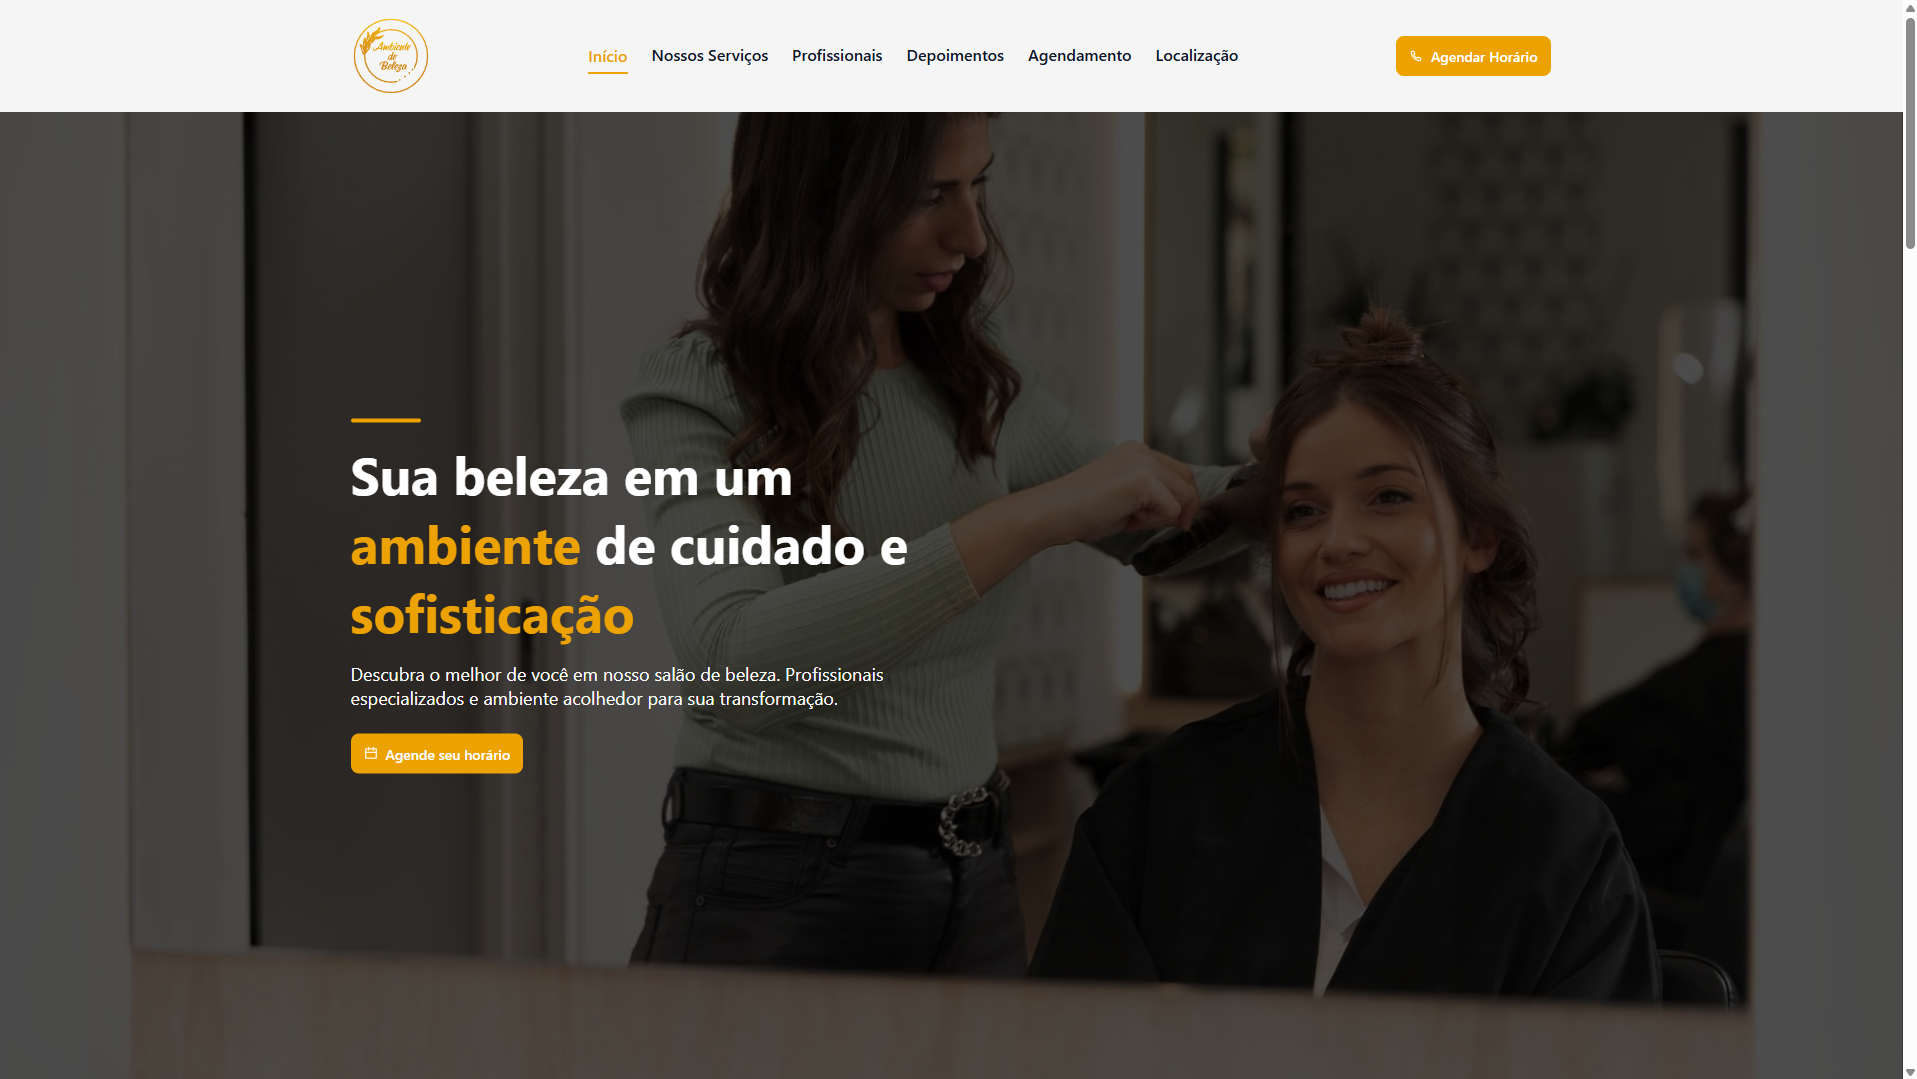 Ambiente
de
Beleza
Início
Nossos Serviços
Profissionais
Depoimentos
Agendamento
Localização
Agendar Horário
Sua beleza em um
ambiente de cuidado e
sofisticação
Descubra o melhor de você em nosso salão de beleza. Profissionais
especializados e ambiente acolhedor para sua transformação.
Agende seu horário